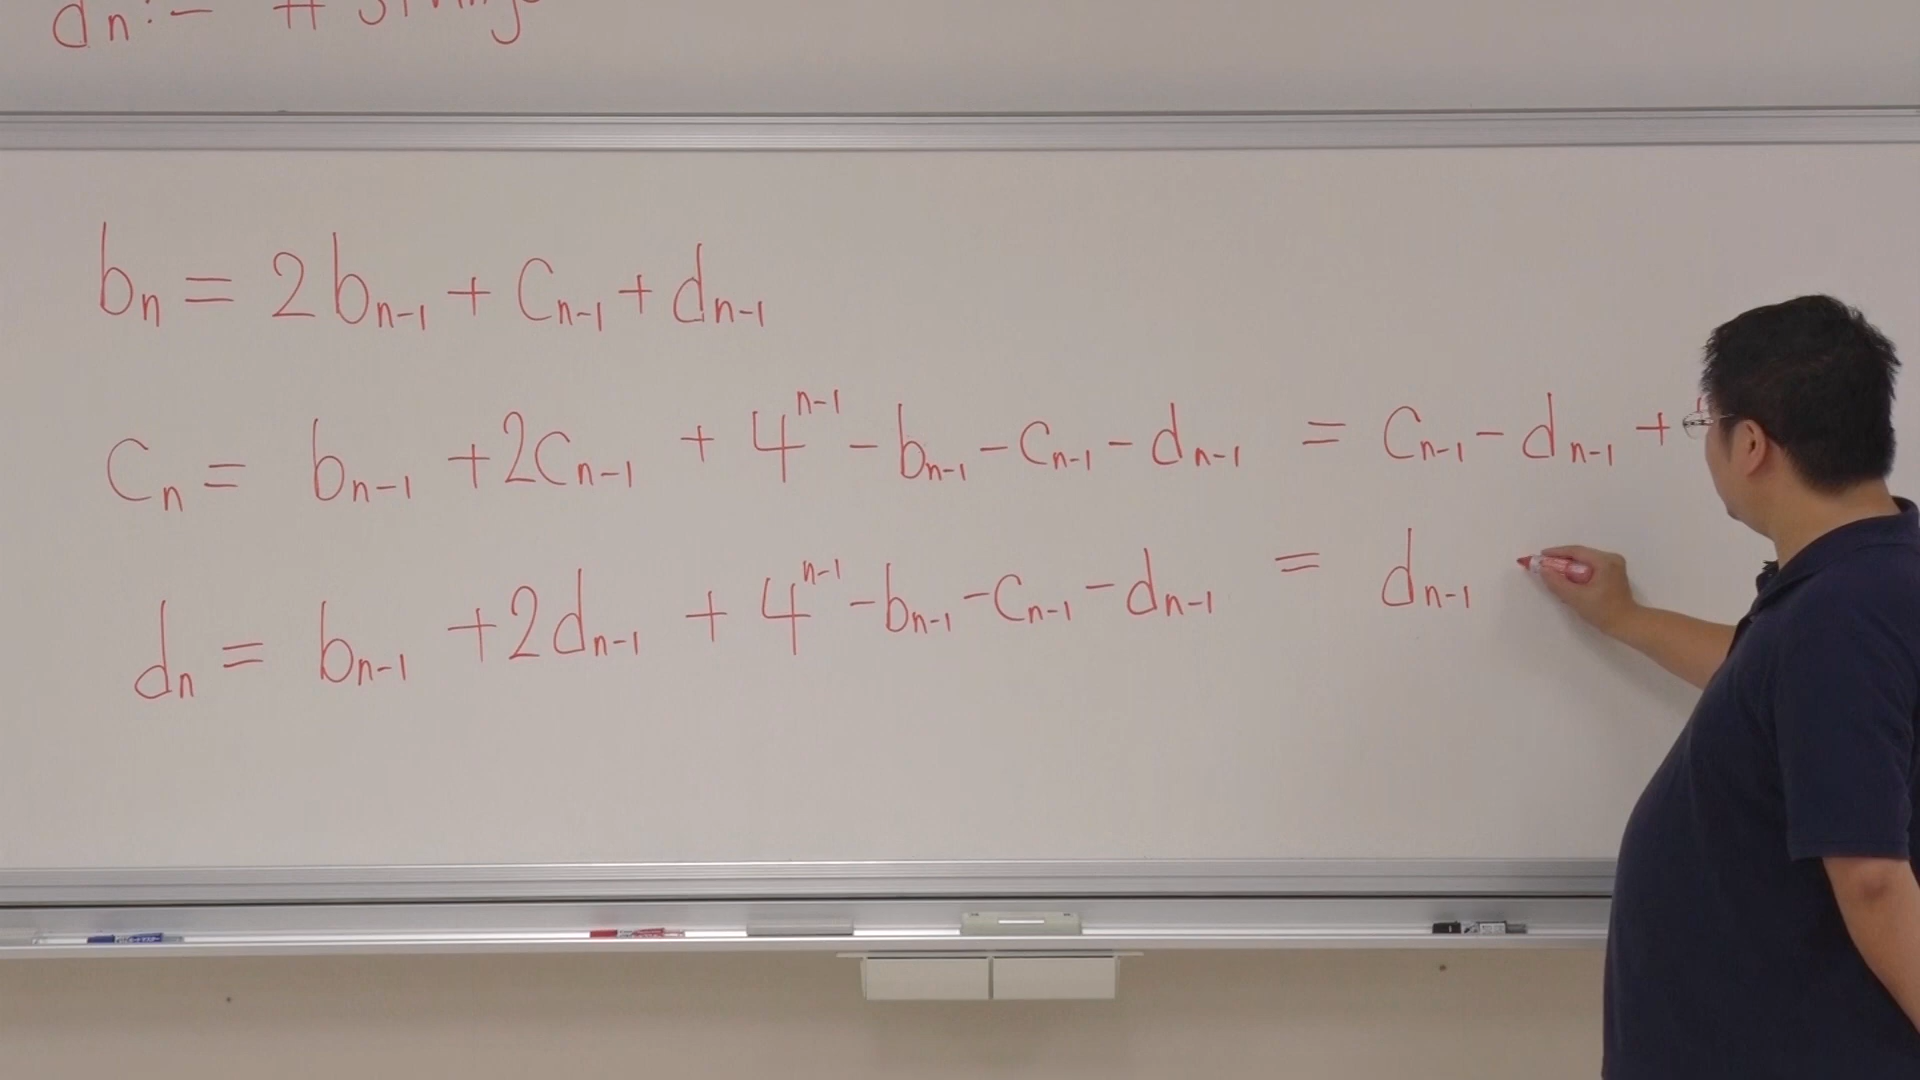 dn :- # strings
bn = 2bn-1 + Cn-1 + dn-1
Cn = bn-1 + 2Cn-1 + 4^n-1 - bn-1 - Cn-1 - dn-1 = Cn-1 - dn-1 +
dn = bn-1 + 2dn-1 + 4^n-1 - bn-1 - Cn-1 - dn-1 = dn-1